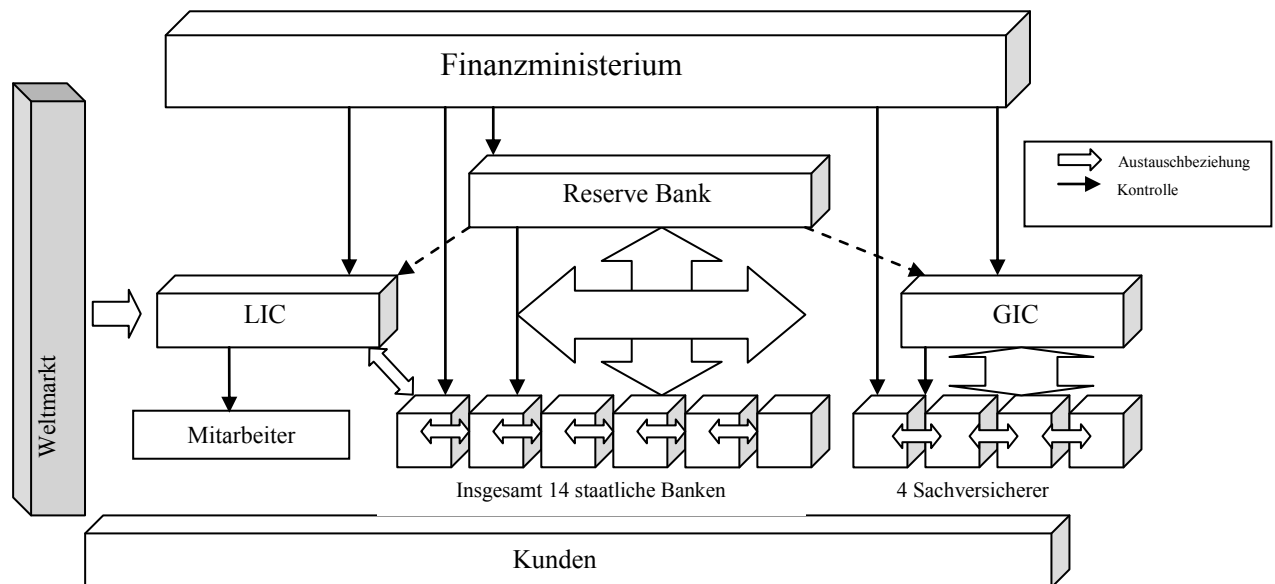 Finanzministerium
Austauschbeziehung
Kontrolle
Reserve Bank
LIC
GIC
Weltmarkt
Mitarbeiter
Insgesamt 14 staatliche Banken
4 Sachversicherer
Kunden